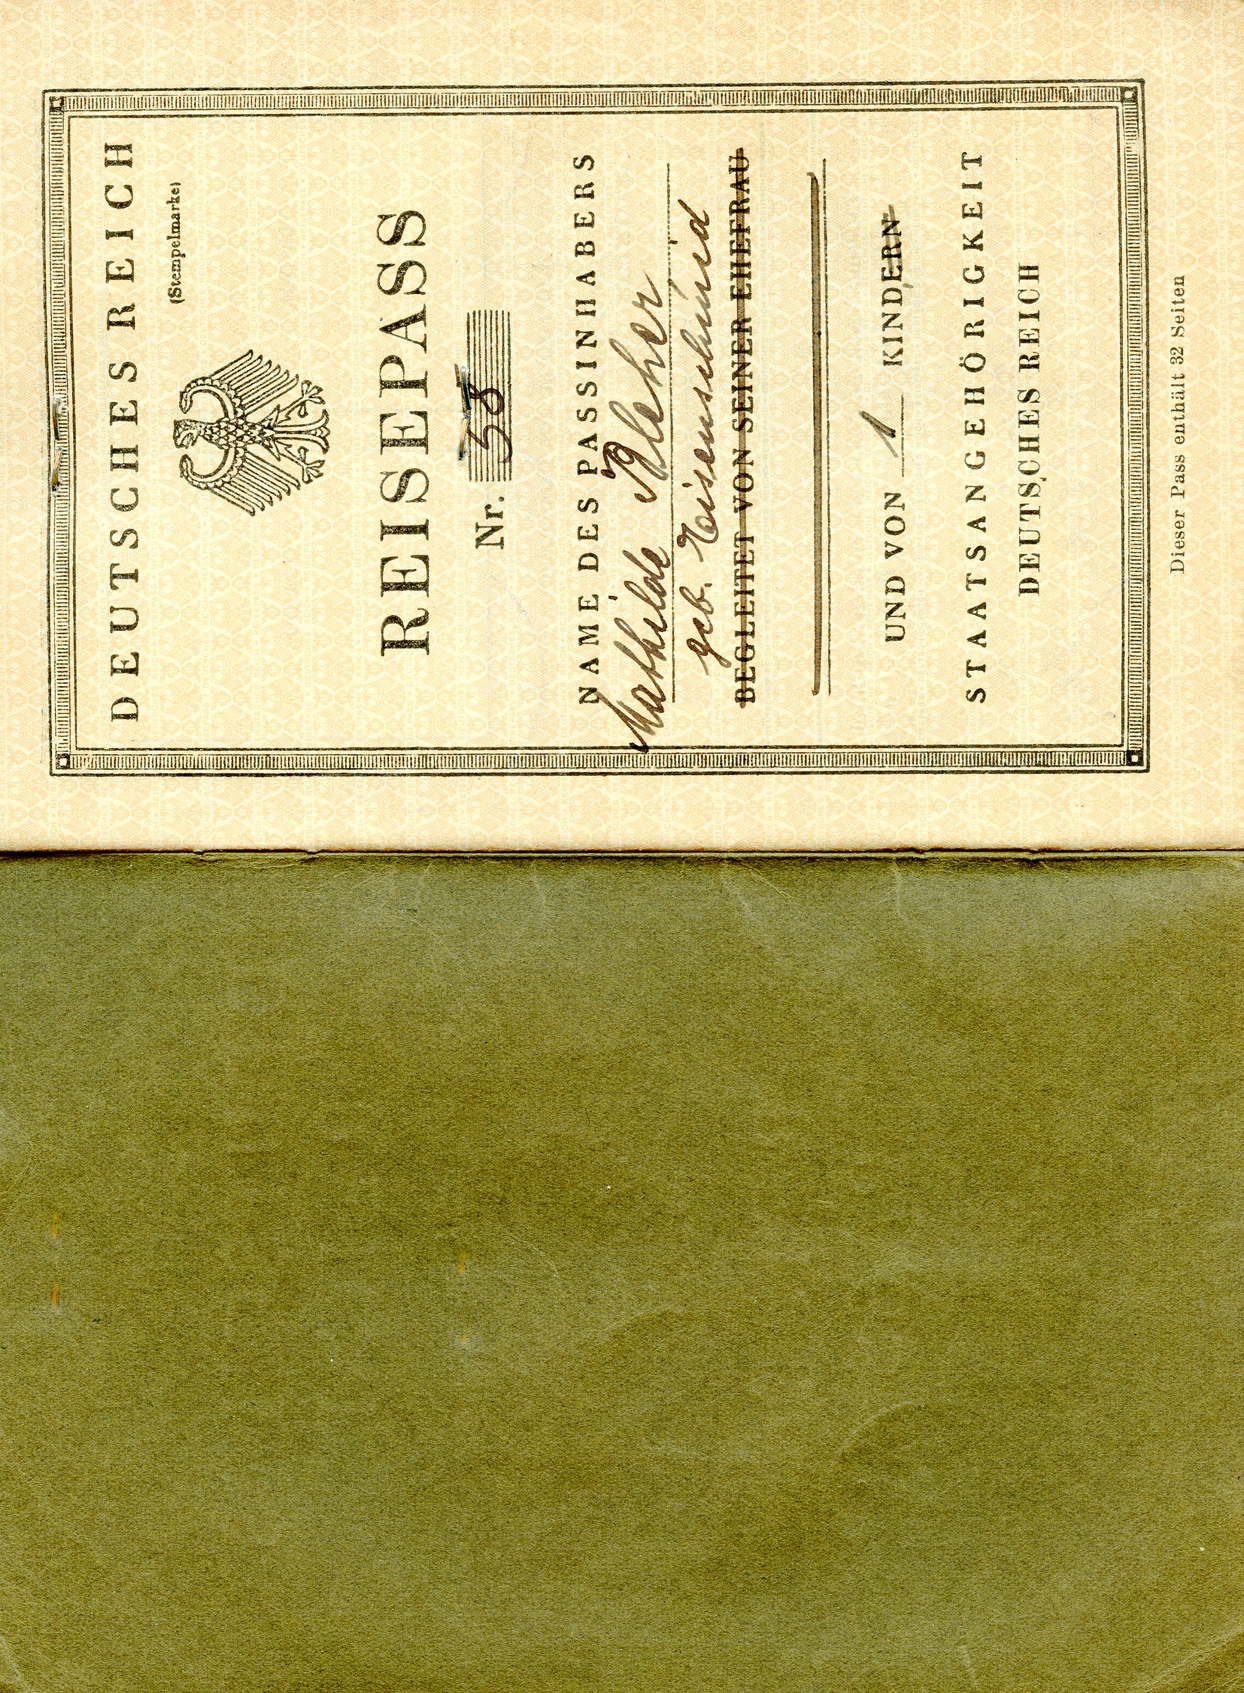 DEUTSCHES REICH
(Stempelmarke)
REISEPASS
Nr. 58
NAME DES PASSINHABERS
Mathilde Bleher
geb. Eisenschmid
BEGLEITET VON SEINER EHEFRAU
UND VON 1 KINDERN
STAATSANGEHÖRIGKEIT
DEUTSCHES REICH
Dieser Pass enthält 32 Seiten